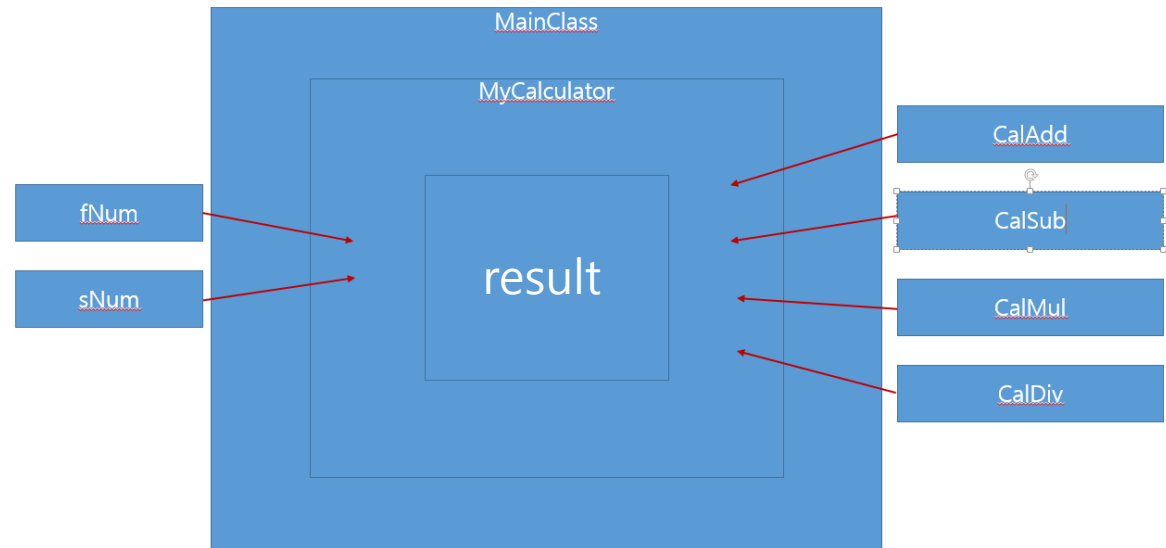 MainClass
MyCalculator
fNum
sNum
result
CalAdd
CalSub
CalMul
CalDiv